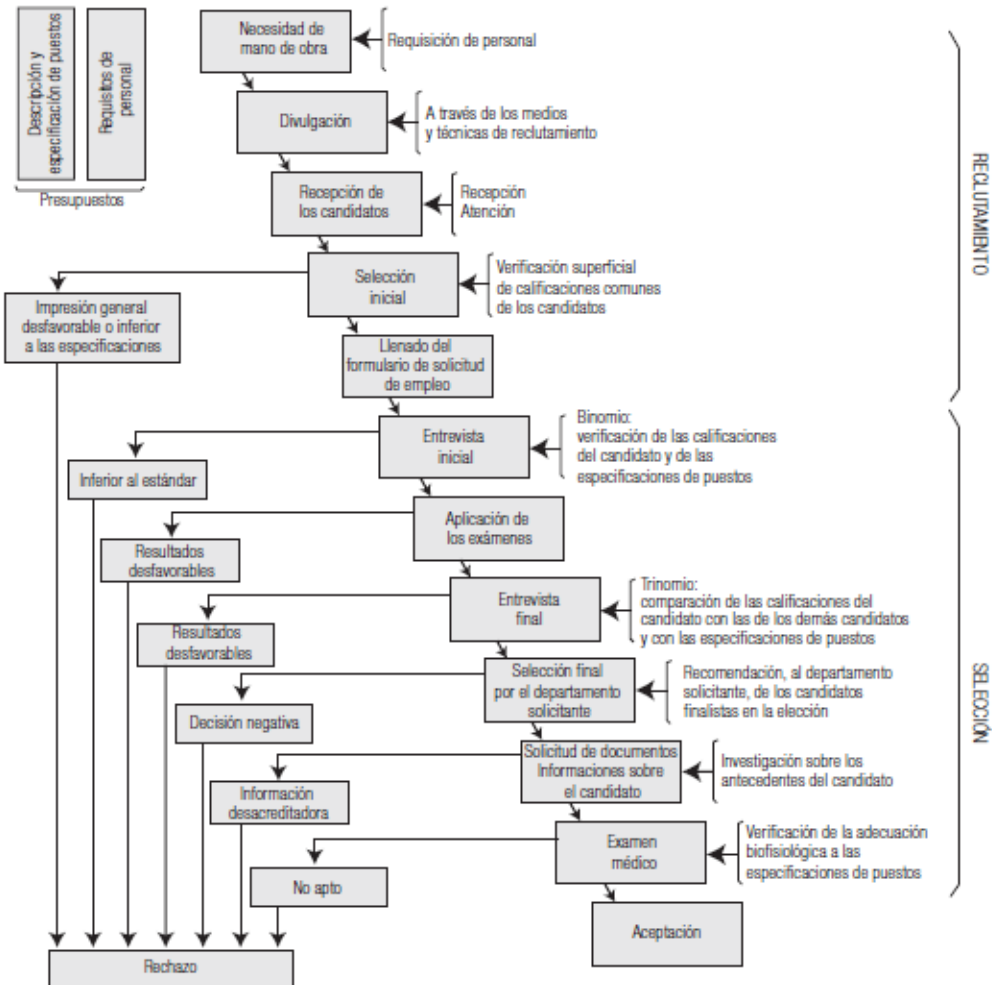 Descripción y
especificación de puestos
Requisitos de
personal
Presupuestos
Necesidad de
mano de obra
Requisición de personal
Divulgación
A través de los medios
y técnicas de reclutamiento
Recepción de
los candidatos
Recepción
Atención
Selección
inicial
Verificación superficial
de calificaciones comunes
de los candidatos
Impresión general
desfavorable o inferior
a las especificaciones
Llenado del
formulario de solicitud
de empleo
RECLUTAMIENTO
Entrevista
inicial
Binomio:
verificación de las calificaciones
del candidato y de las
especificaciones de puestos
Inferior al estándar
Aplicación de
los exámenes
Resultados
desfavorables
Entrevista
final
Trinomio:
comparación de las calificaciones del
candidato con las de los demás candidatos
y con las especificaciones de puestos
Resultados
desfavorables
Selección final
por el departamento
solicitante
Recomendación, al departamento
solicitante, de los candidatos
finalistas en la elección
Decisión negativa
Solicitud de documentos
Informaciones sobre
el candidato
Investigación sobre los
antecedentes del candidato
Información
desacreditadora
Examen
médico
Verificación de la adecuación
biofisiológica a las
especificaciones de puestos
No apto
SELECCIÓN
Aceptación
Rechazo